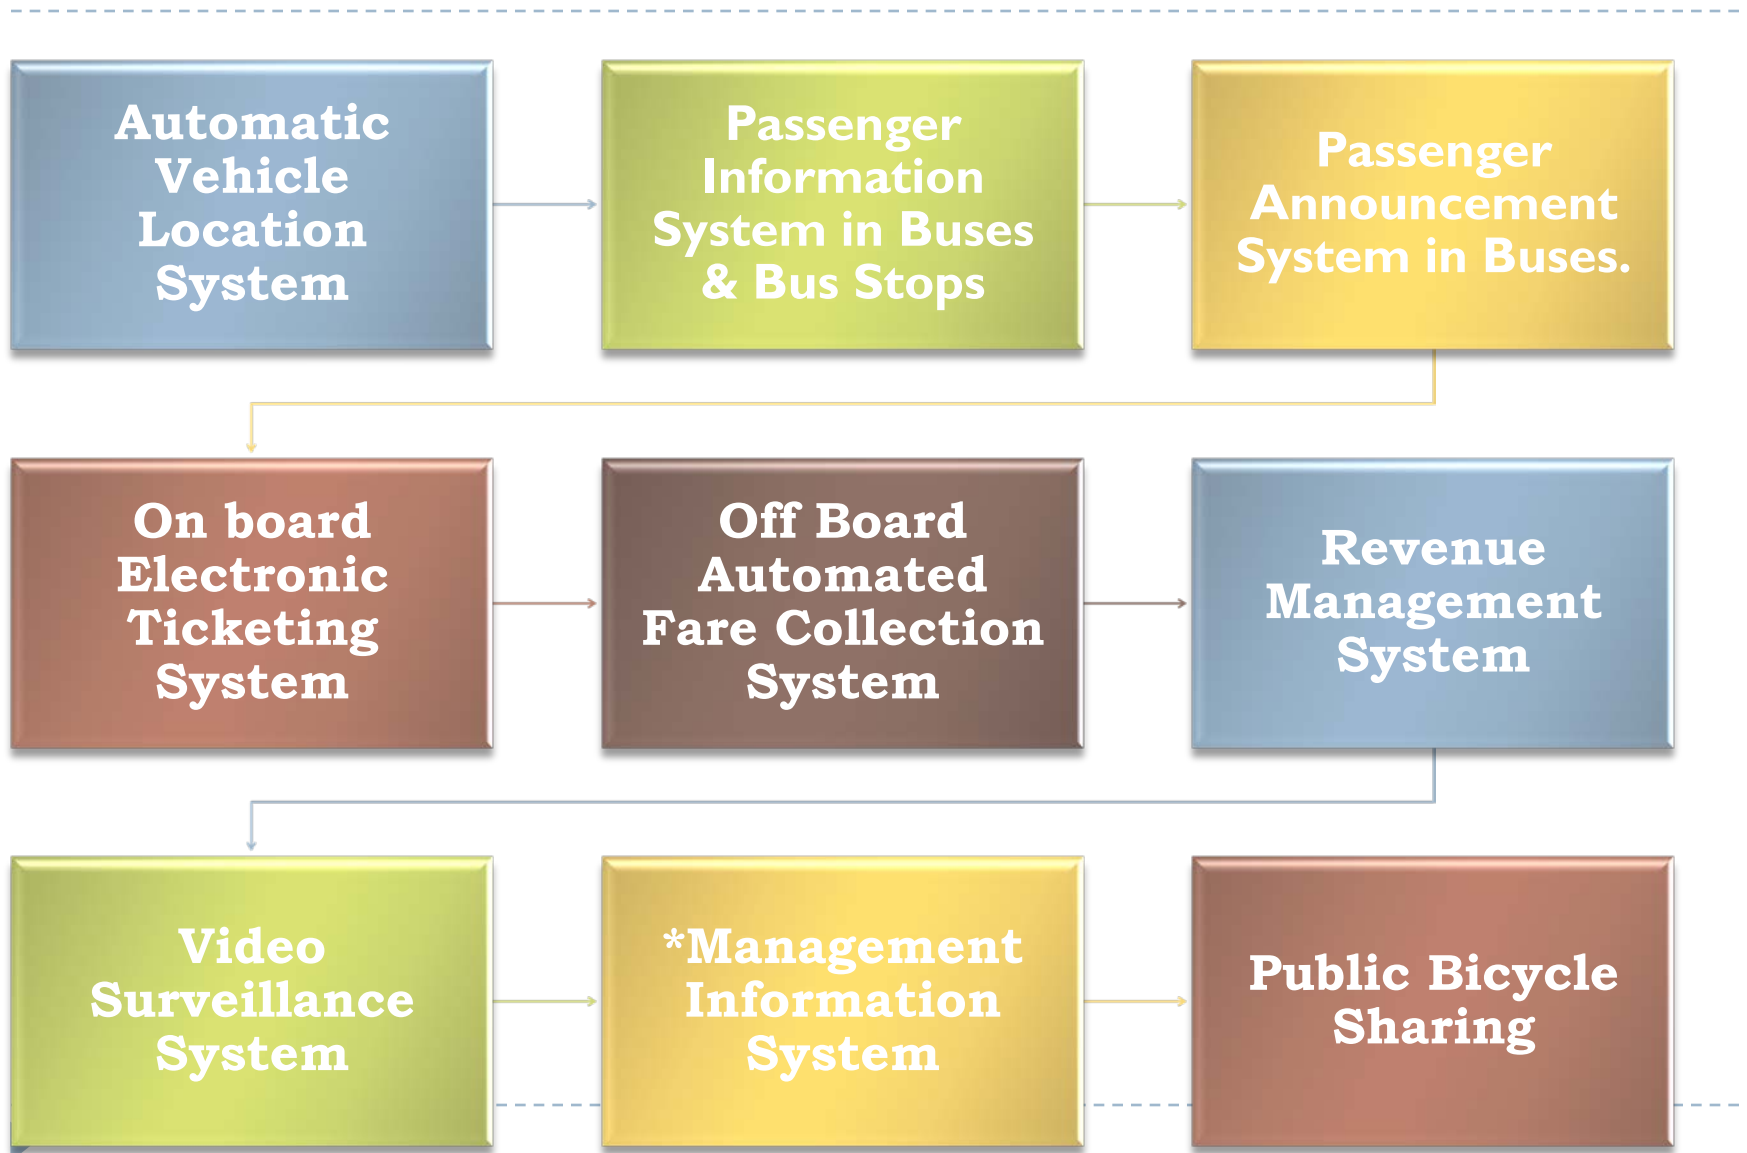 Automatic
Vehicle
Location
System
Passenger
Information
System in Buses
& Bus Stops
Passenger
Announcement
System in Buses.
On board
Electronic
Ticketing
System
Off Board
Automated
Fare Collection
System
Revenue
Management
System
Video
Surveillance
System
*Management
Information
System
Public Bicycle
Sharing